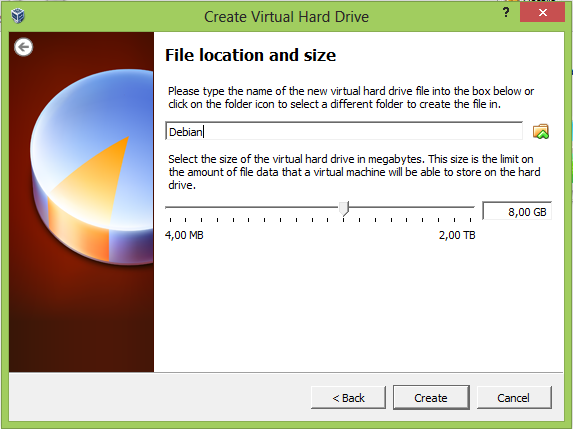 Create Virtual Hard Drive
?
File location and size
Please type the name of the new virtual hard drive file into the box below or
click on the folder icon to select a different folder to create the file in.
Debian
Select the size of the virtual hard drive in megabytes. This size is the limit on
the amount of file data that a virtual machine will be able to store on the hard
drive.
8,00 GB
4,00 MB
2,00 TB
< Back
Create
Cancel